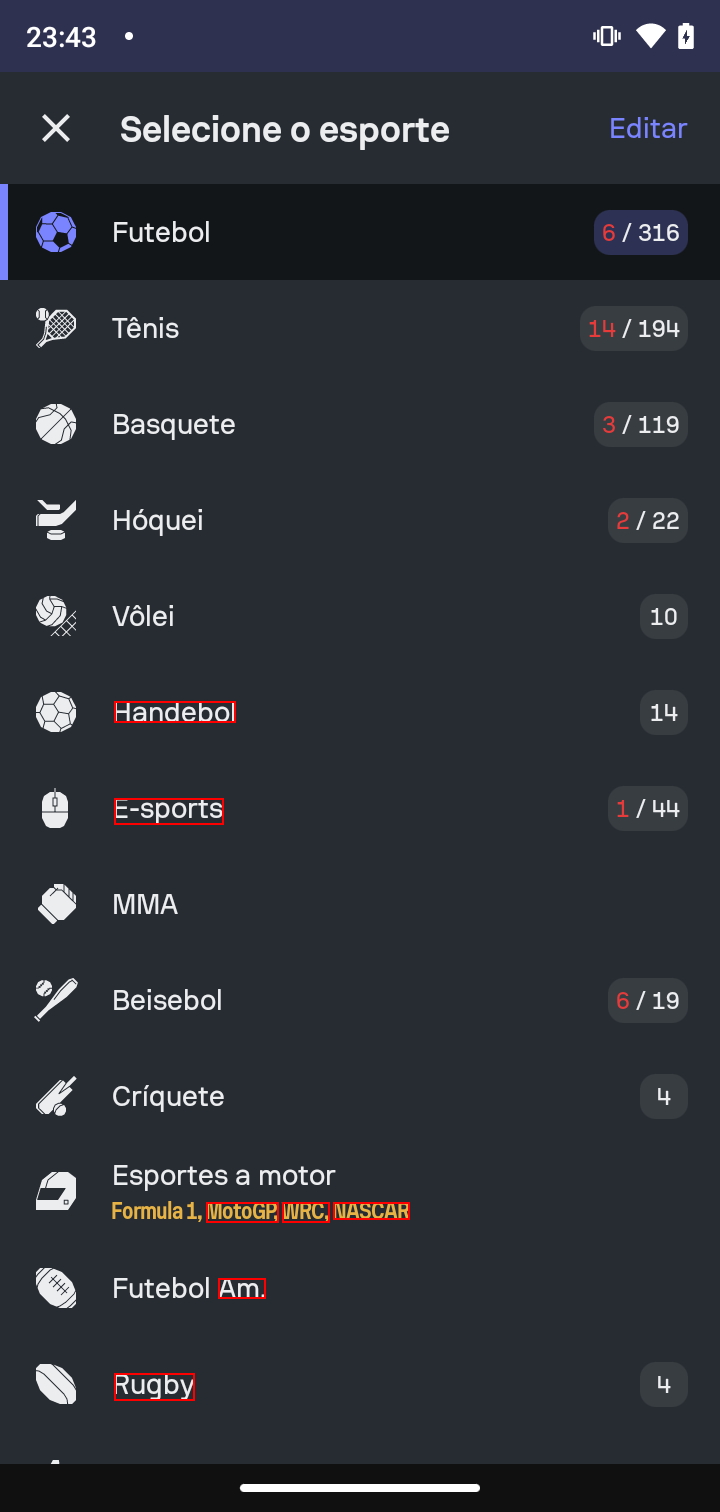 23:43
Selecione o esporte Editar
Futebol 6 / 316
Tênis 14 / 194
Basquete 3 / 119
Hóquei 2 / 22
Vôlei 10
Handebol 14
E-sports 1 / 44
MMA
Beisebol 6 / 19
Críquete 4
Esportes a motor
Formula 1, MotoGP, WRC, NASCAR
Futebol Am.
Rugby 4